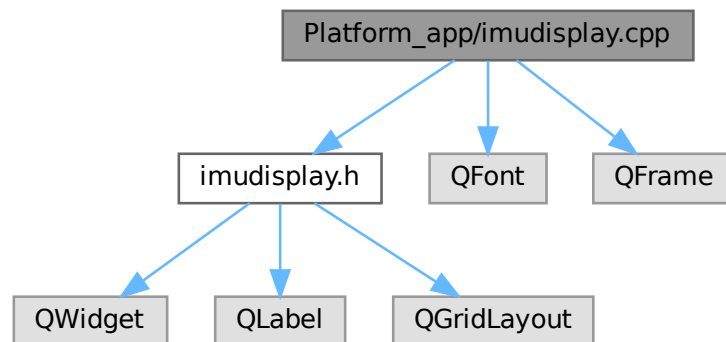 Platform_app/imudisplay.cpp
imudisplay.h
QFont
QFrame
QWidget
QLabel
QGridLayout